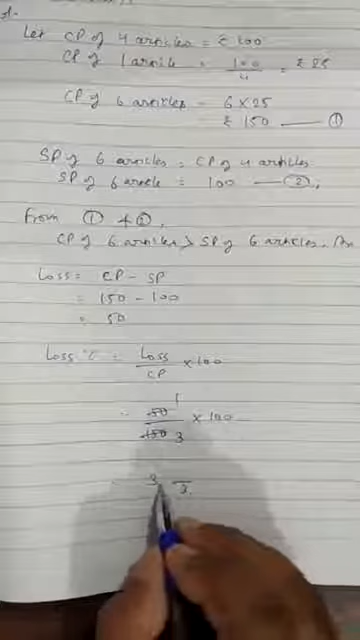 Let CP of 4 articles = ₹ 100
CP of 1 article = 100/4 = ₹ 25
CP of 6 articles = 6 × 25
₹ 150 —— ①
SP of 6 articles = CP of 4 articles
SP of 6 article = 100 —— ②,
From ① + ②,
CP of 6 articles > SP of 6 articles.
Loss = CP - SP
= 150 - 100
= 50
Loss % = Loss/CP × 100
1
= 50/150 3 × 100
3 _/3